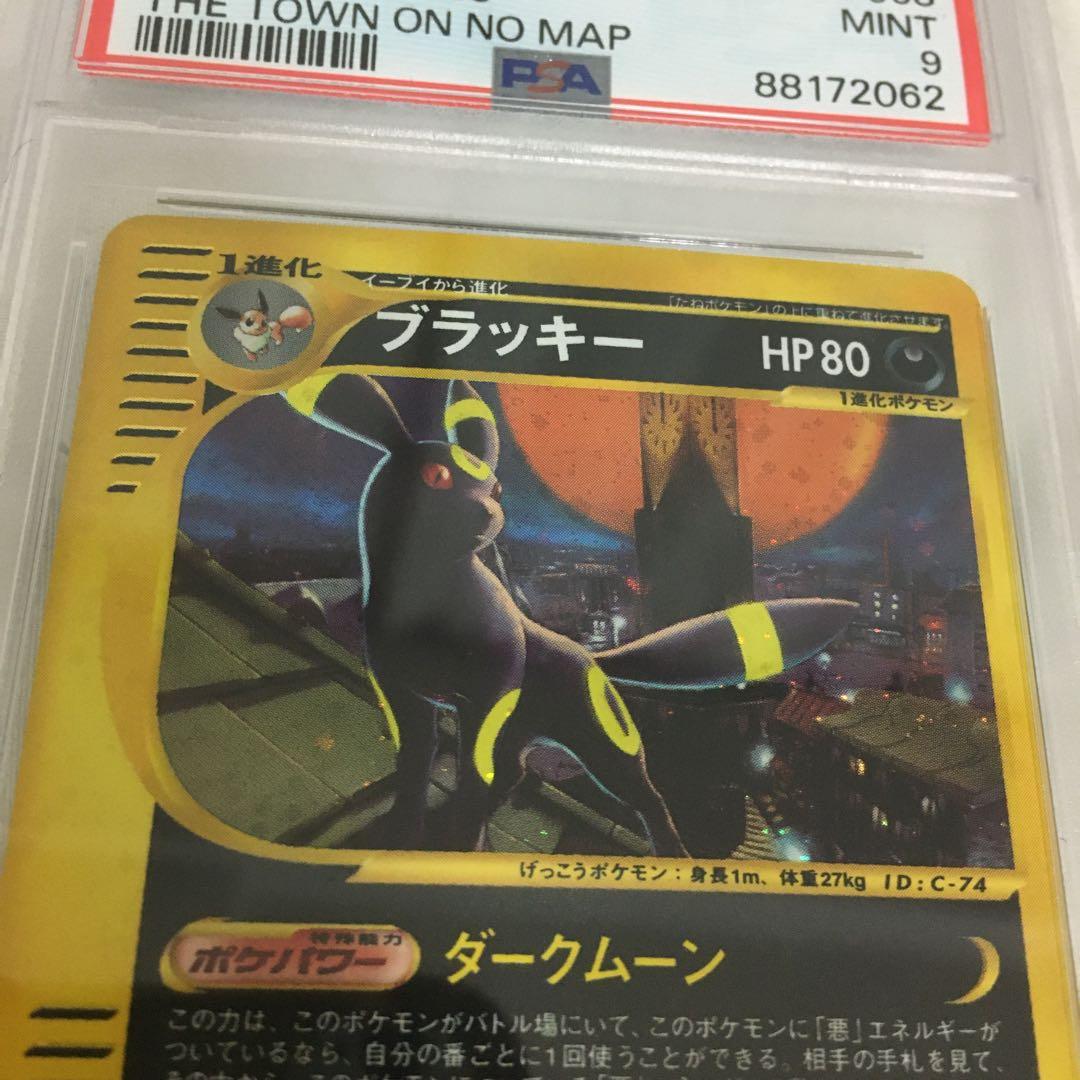 THE TOWN ON NO MAP
MINT
9
PSA
88172062
1進化
イーブイから進化
「たねポケモン」の上に重ねて進化させます
ブラッキー
HP80
1進化ポケモン
げっこうポケモン：身長1m、体重27kg ID：C-74
特殊能力
ポケパワー
ダークムーン
この力は、このポケモンがバトル場にいて、このポケモンに「悪」エネルギーが
ついているなら、自分の番ごとに1回使うことができる。相手の手札を見て、